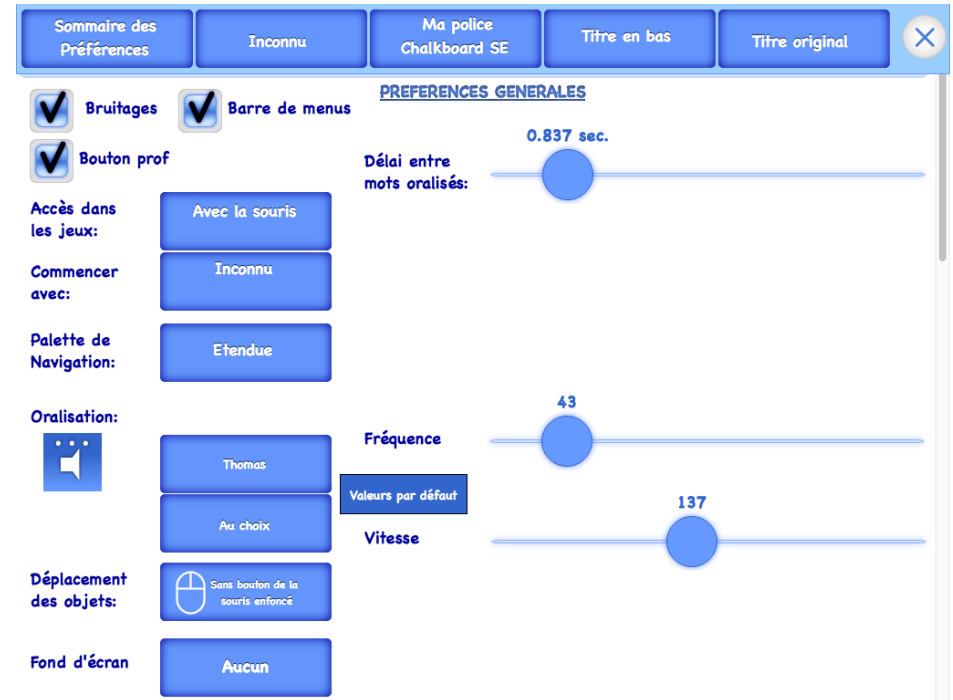 Sommaire des
Préférences
Inconnu
Ma police
Chalkboard SE
Titre en bas
Titre original
PREFERENCES GENERALES
Bruitages
Barre de menus
Bouton prof
0.837 sec.
Délai entre
mots oralisés:
Accès dans
les jeux:
Avec la souris
Commencer
avec:
Inconnu
Palette de
Navigation:
Etendue
Oralisation:
43
Fréquence
Thomas
Valeurs par défaut
137
Au choix
Vitesse
Déplacement
des objets:
Sans bouton de la
souris enfoncé
Fond d'écran
Aucun